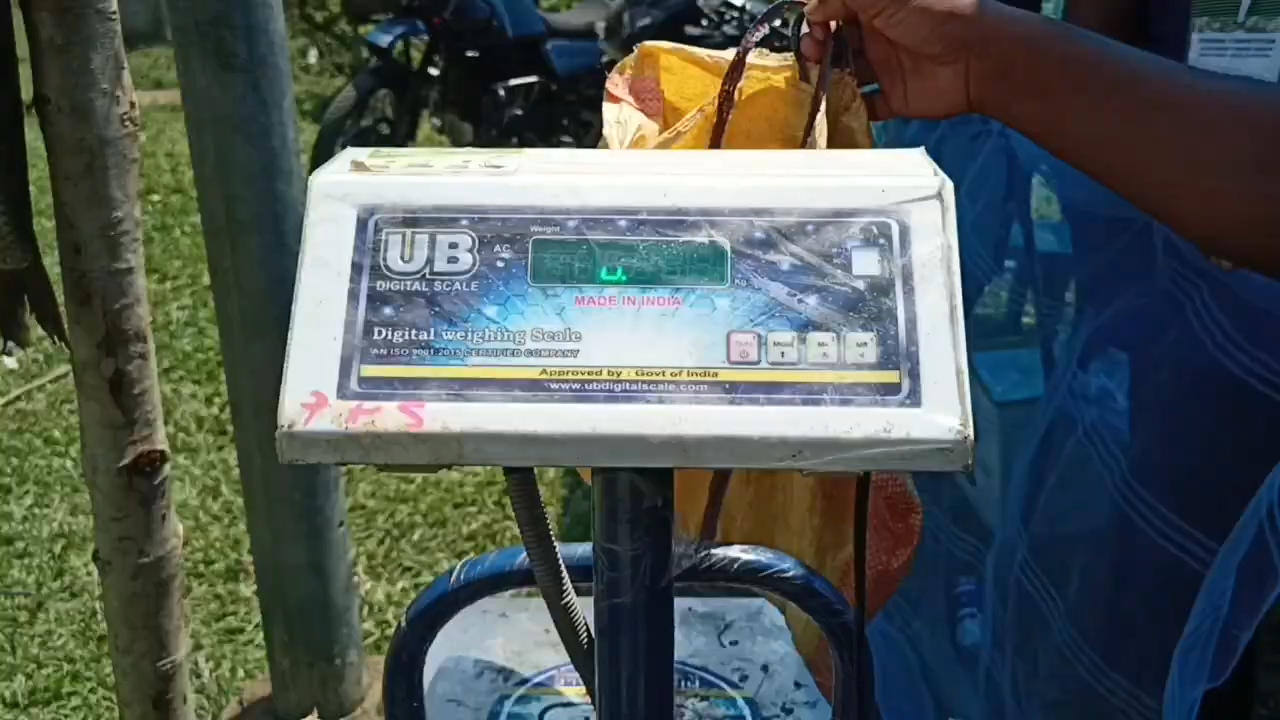 Weight
UB
AC
DIGITAL SCALE
Kg
MADE IN INDIA
Digital weighing Scale
AN ISO 9001:2015 CERTIFIED COMPANY
Approved by : Govt of India
www.ubdigitalscale.com